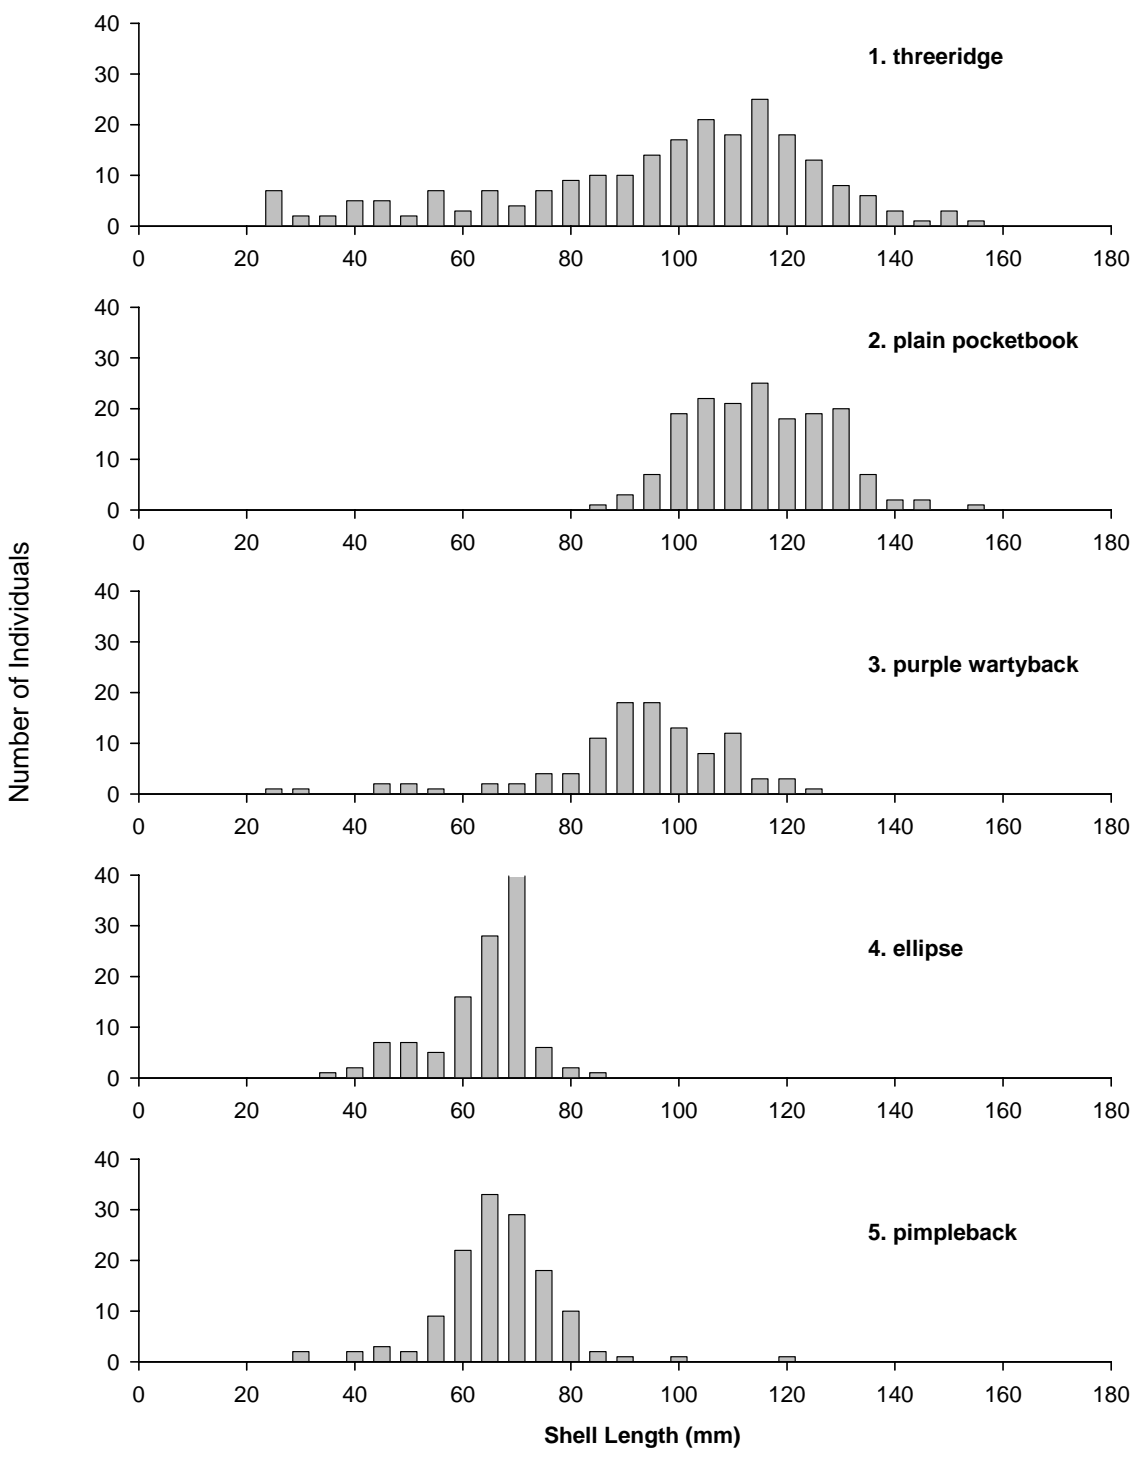 Number of Individuals
40
1. threeridge
30
20
10
0
0 20 40 60 80 100 120 140 160 180
40
2. plain pocketbook
30
20
10
0
0 20 40 60 80 100 120 140 160 180
40
30
3. purple wartyback
20
10
0
0 20 40 60 80 100 120 140 160 180
40
30
4. ellipse
20
10
0
0 20 40 60 80 100 120 140 160 180
40
30
5. pimpleback
20
10
0
0 20 40 60 80 100 120 140 160 180
Shell Length (mm)